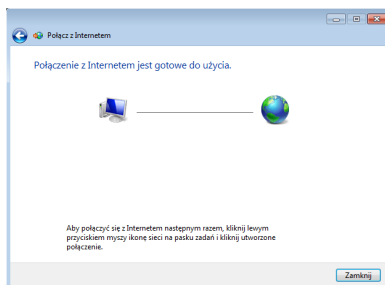 Połącz z Internetem
Połączenie z Internetem jest gotowe do użycia.
Aby połączyć się z Internetem następnym razem, kliknij lewym
przyciskiem myszy ikonę sieci na pasku zadań i kliknij utworzone
połączenie.
Zamknij